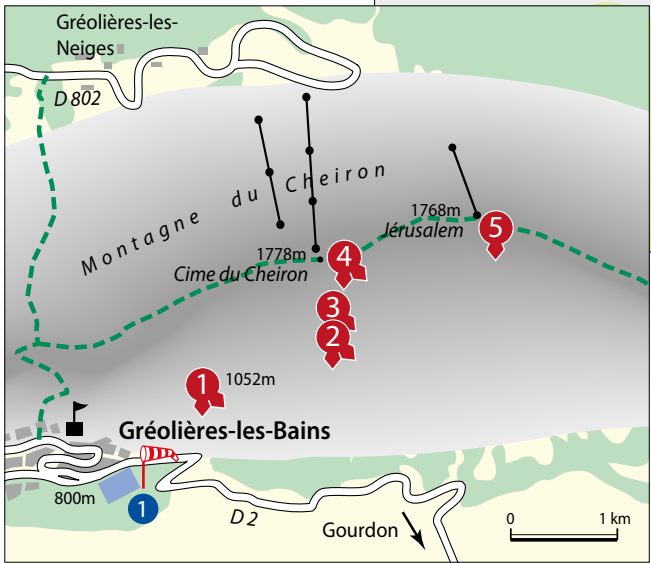 Gréolières-les-
Neiges
D 802
Montagne du Cheiron
1768m
Jérusalem
5
1778m
Cime du Cheiron
4
3
2
1
1052m
Gréolières-les-Bains
800m
1
D 2
Gourdon
0 1 km